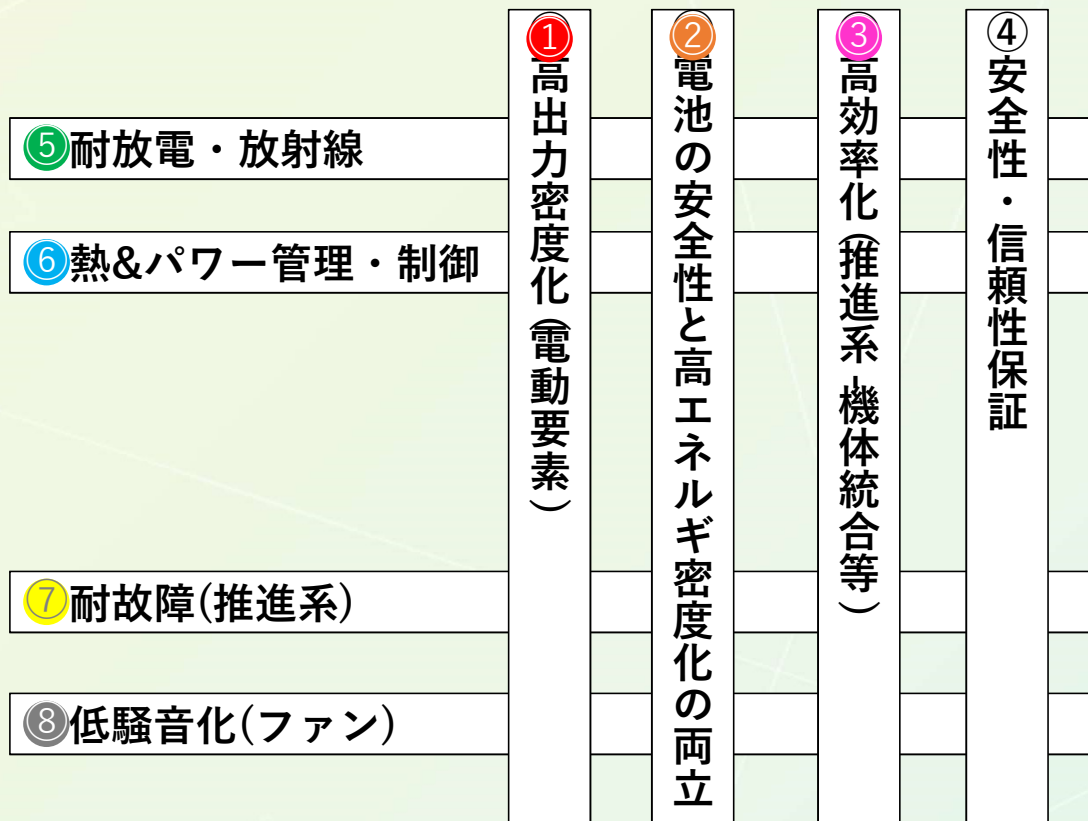 ①高出力密度化(電動要素)
②電池の安全性と高エネルギ密度化の両立
③高効率化(推進系-機体統合等)
④安全性・信頼性保証
⑤耐放電・放射線
⑥熱&パワー管理・制御
⑦耐故障(推進系)
⑧低騒音化(ファン)